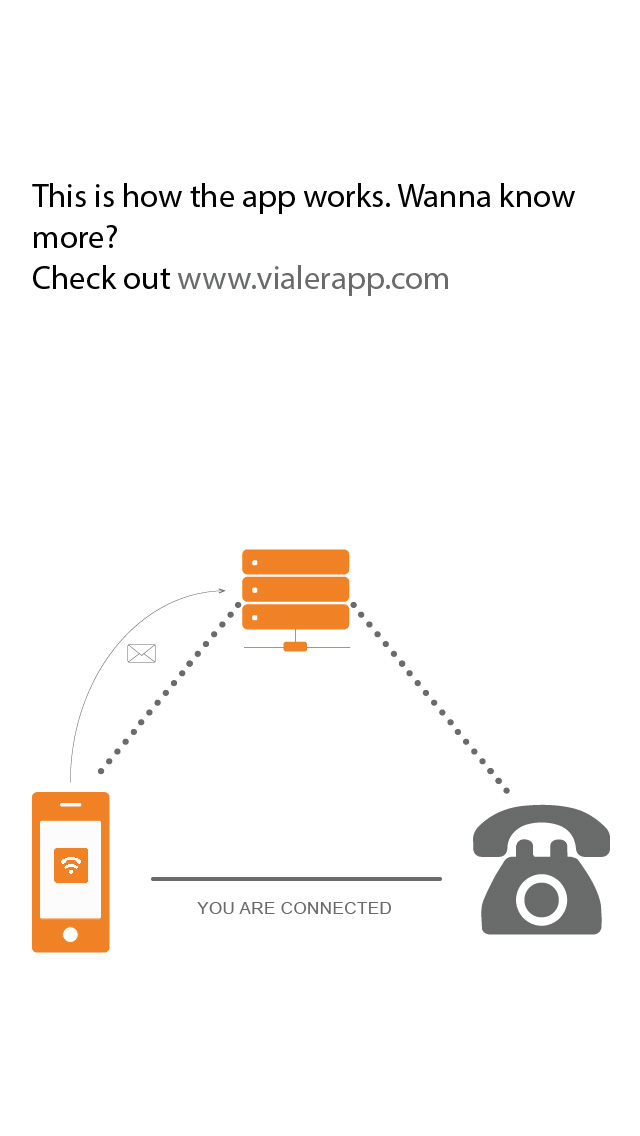 This is how the app works. Wanna know
more?
Check out www.vialerapp.com
YOU ARE CONNECTED